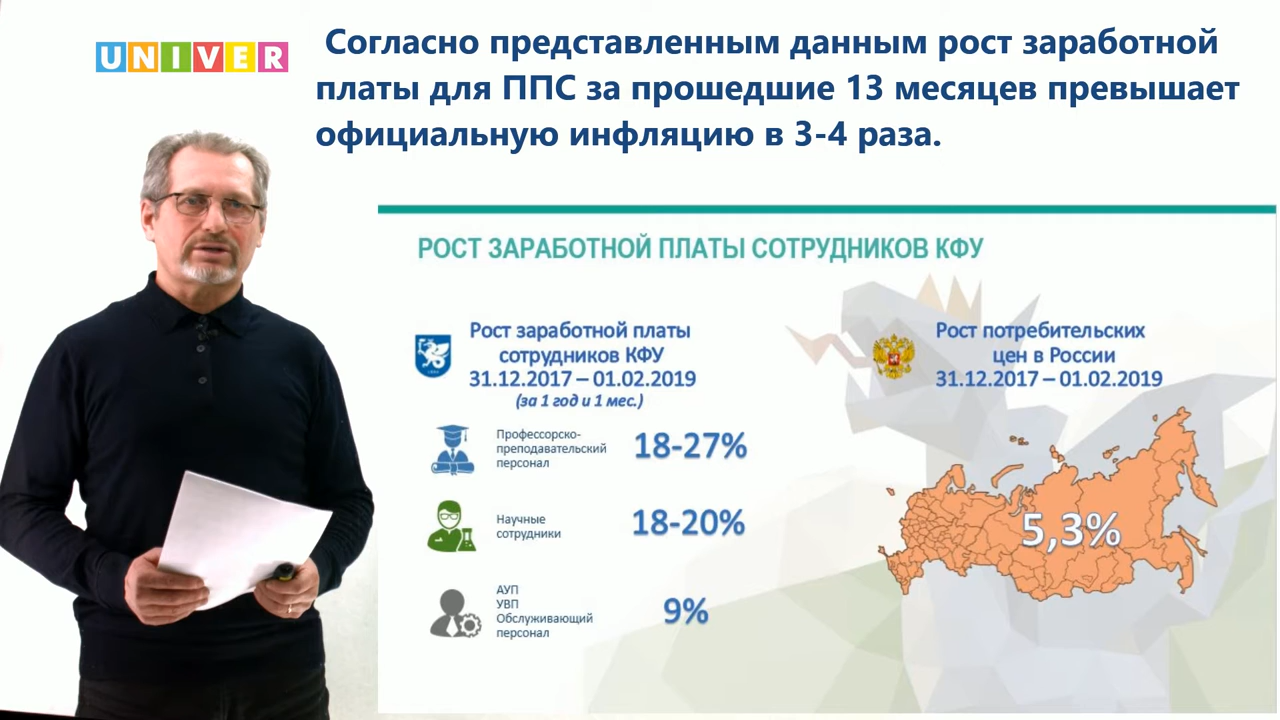 UNIVER
Согласно представленным данным рост заработной
платы для ППС за прошедшие 13 месяцев превышает
официальную инфляцию в 3-4 раза.
РОСТ ЗАРАБОТНОЙ ПЛАТЫ СОТРУДНИКОВ КФУ
Рост заработной платы
сотрудников КФУ
31.12.2017 – 01.02.2019
(за 1 год и 1 мес.)
Профессорско-
преподавательский
персонал
18-27%
Научные
сотрудники
18-20%
АУП
УВП
Обслуживающий
персонал
9%
Рост потребительских
цен в России
31.12.2017 – 01.02.2019
5,3%